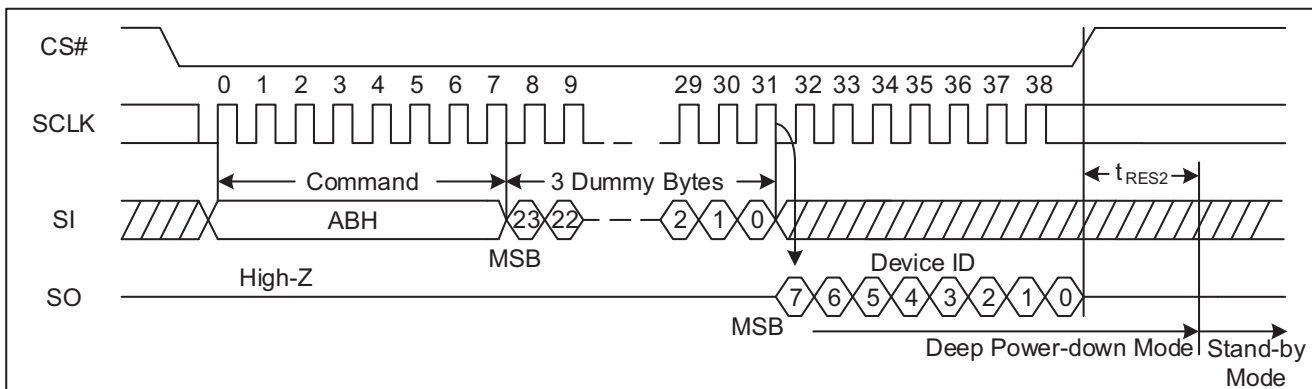 CS#
0 1 2 3 4 5 6 7 8 9 29 30 31 32 33 34 35 36 37 38
SCLK
Command 3 Dummy Bytes tRES2
SI ABH 23 22 2 1 0
MSB
High-Z Device ID
SO 7 6 5 4 3 2 1 0
MSB
Deep Power-down Mode Stand-by
Mode